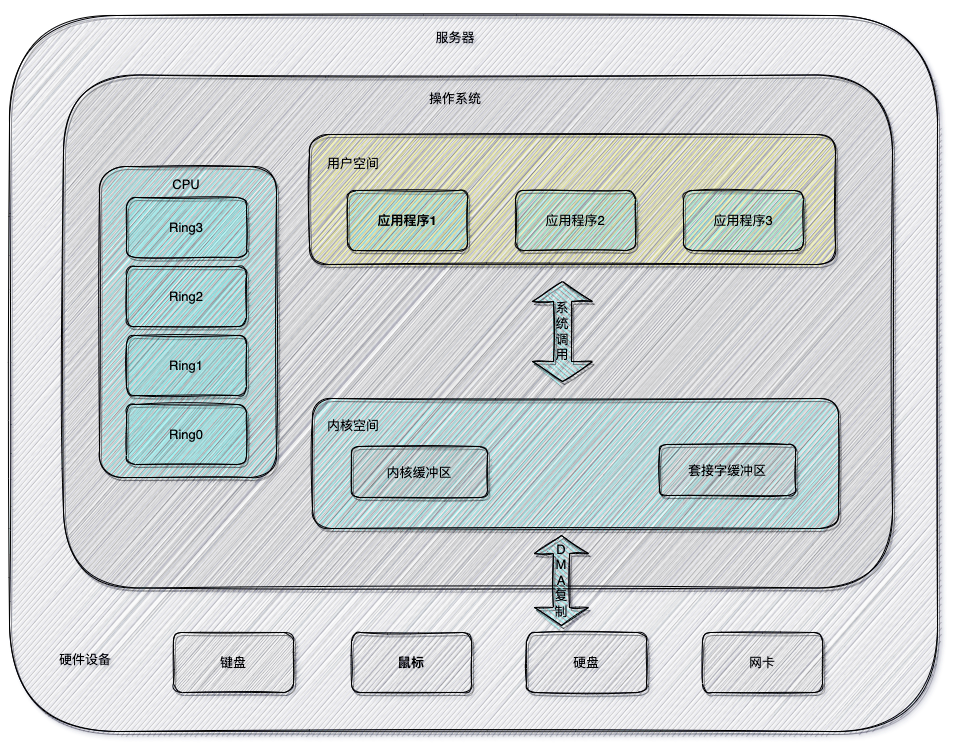 服务器
操作系统
CPU
Ring3
Ring2
Ring1
Ring0
用户空间
应用程序1
应用程序2
应用程序3
系统调用
内核空间
内核缓冲区
套接字缓冲区
DMA复制
硬件设备
键盘
鼠标
硬盘
网卡